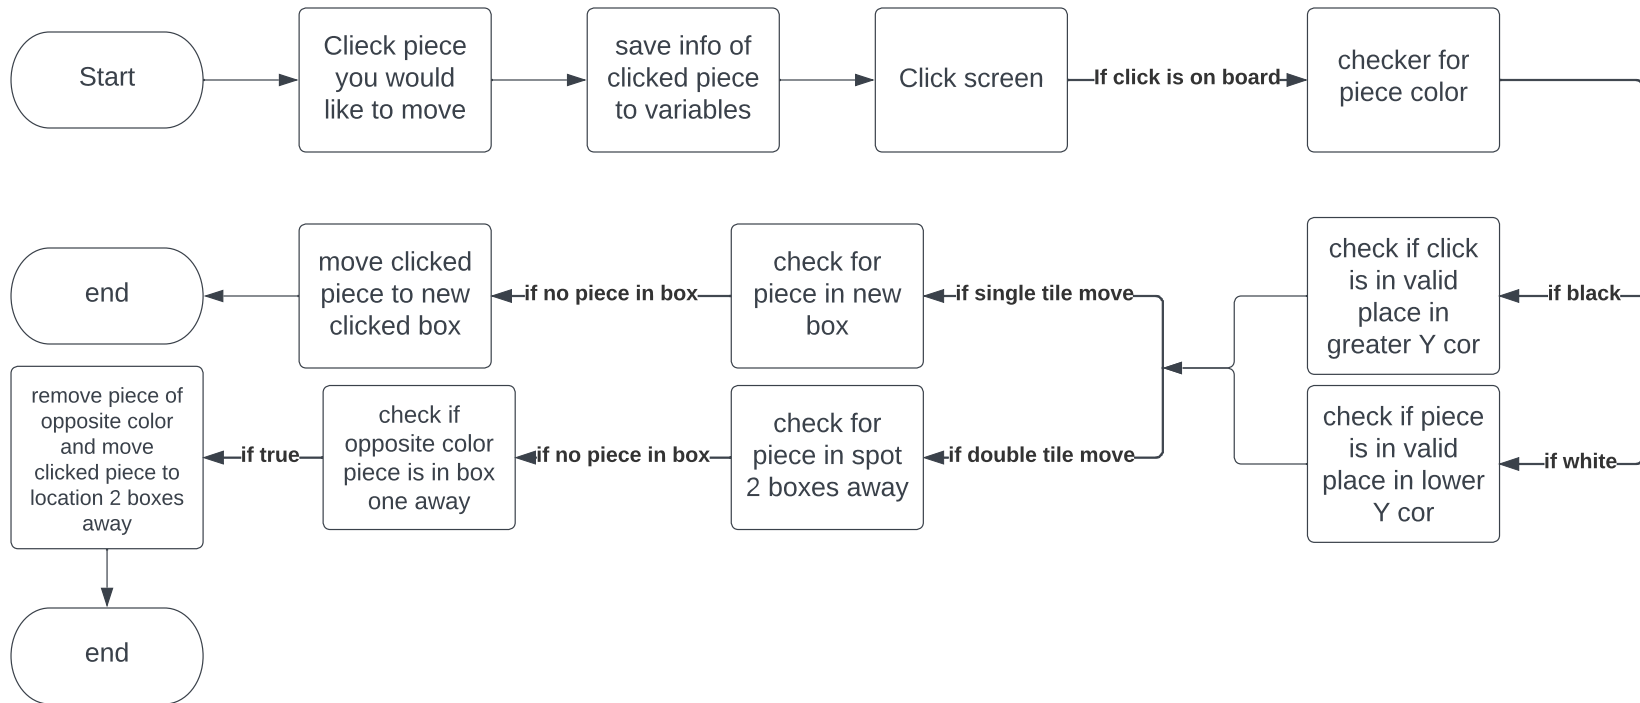 Start
Clieck piece
you would
like to move
save info of
clicked piece
to variables
Click screen
If click is on board
checker for
piece color
end
move clicked
piece to new
clicked box
if no piece in box
check for
piece in new
box
if single tile move
check if click
is in valid
place in
greater Y cor
if black
remove piece of
opposite color
and move
clicked piece to
location 2 boxes
away
if true
check if
opposite color
piece is in box
one away
if no piece in box
check for
piece in spot
2 boxes away
if double tile move
check if piece
is in valid
place in lower
Y cor
if white
end